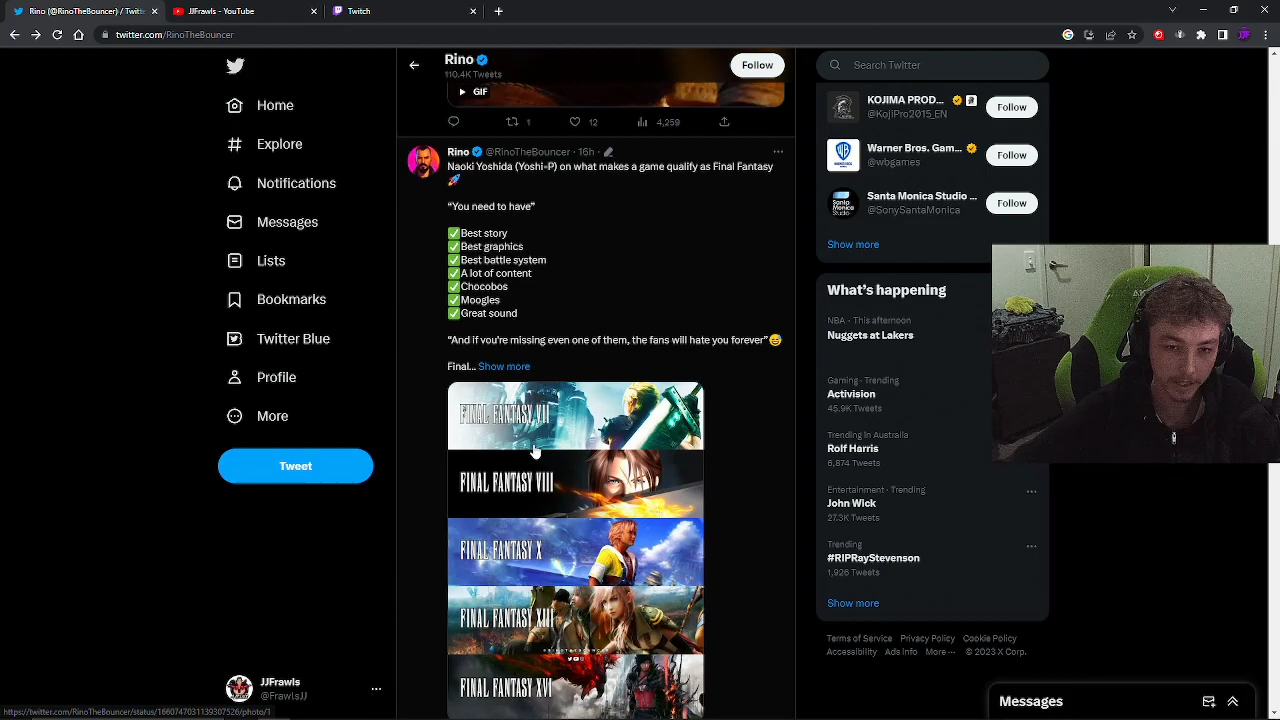 Rino (@RinoTheBouncer) / Twitte
JJFrawls - YouTube
Twitch
twitter.com/RinoTheBouncer
Home
Explore
Notifications
Messages
Lists
Bookmarks
Twitter Blue
Profile
More
Tweet
JJFrawls
@FrawlsJJ
https://twitter.com/RinoTheBouncer/status/1660747031139307526/photo/1
Rino
110.4K Tweets
Follow
GIF
1
12
4,259
Rino @RinoTheBouncer · 16h
Naoki Yoshida (Yoshi-P) on what makes a game qualify as Final Fantasy
🚀
“You need to have”
✅Best story
✅Best graphics
✅Best battle system
✅A lot of content
✅Chocobos
✅Moogles
✅Great sound
“And if you're missing even one of them, the fans will hate you forever”😅
Final... Show more
FINAL FANTASY VII
FINAL FANTASY VIII
FINAL FANTASY X
FINAL FANTASY XIII
@RINOTHEBOUNCER
FINAL FANTASY XVI
Search Twitter
KOJIMA PROD...
@KojiPro2015_EN
Follow
Warner Bros. Gam...
@wbgames
Follow
Santa Monica Studio ...
@SonySantaMonica
Follow
Show more
What's happening
NBA · This afternoon
Nuggets at Lakers
Gaming · Trending
Activision
45.9K Tweets
Trending in Australia
Rolf Harris
6,874 Tweets
Entertainment · Trending
John Wick
27.3K Tweets
Trending
#RIPRayStevenson
1,926 Tweets
Show more
Terms of Service Privacy Policy Cookie Policy
Accessibility Ads info More ··· © 2023 X Corp.
Messages